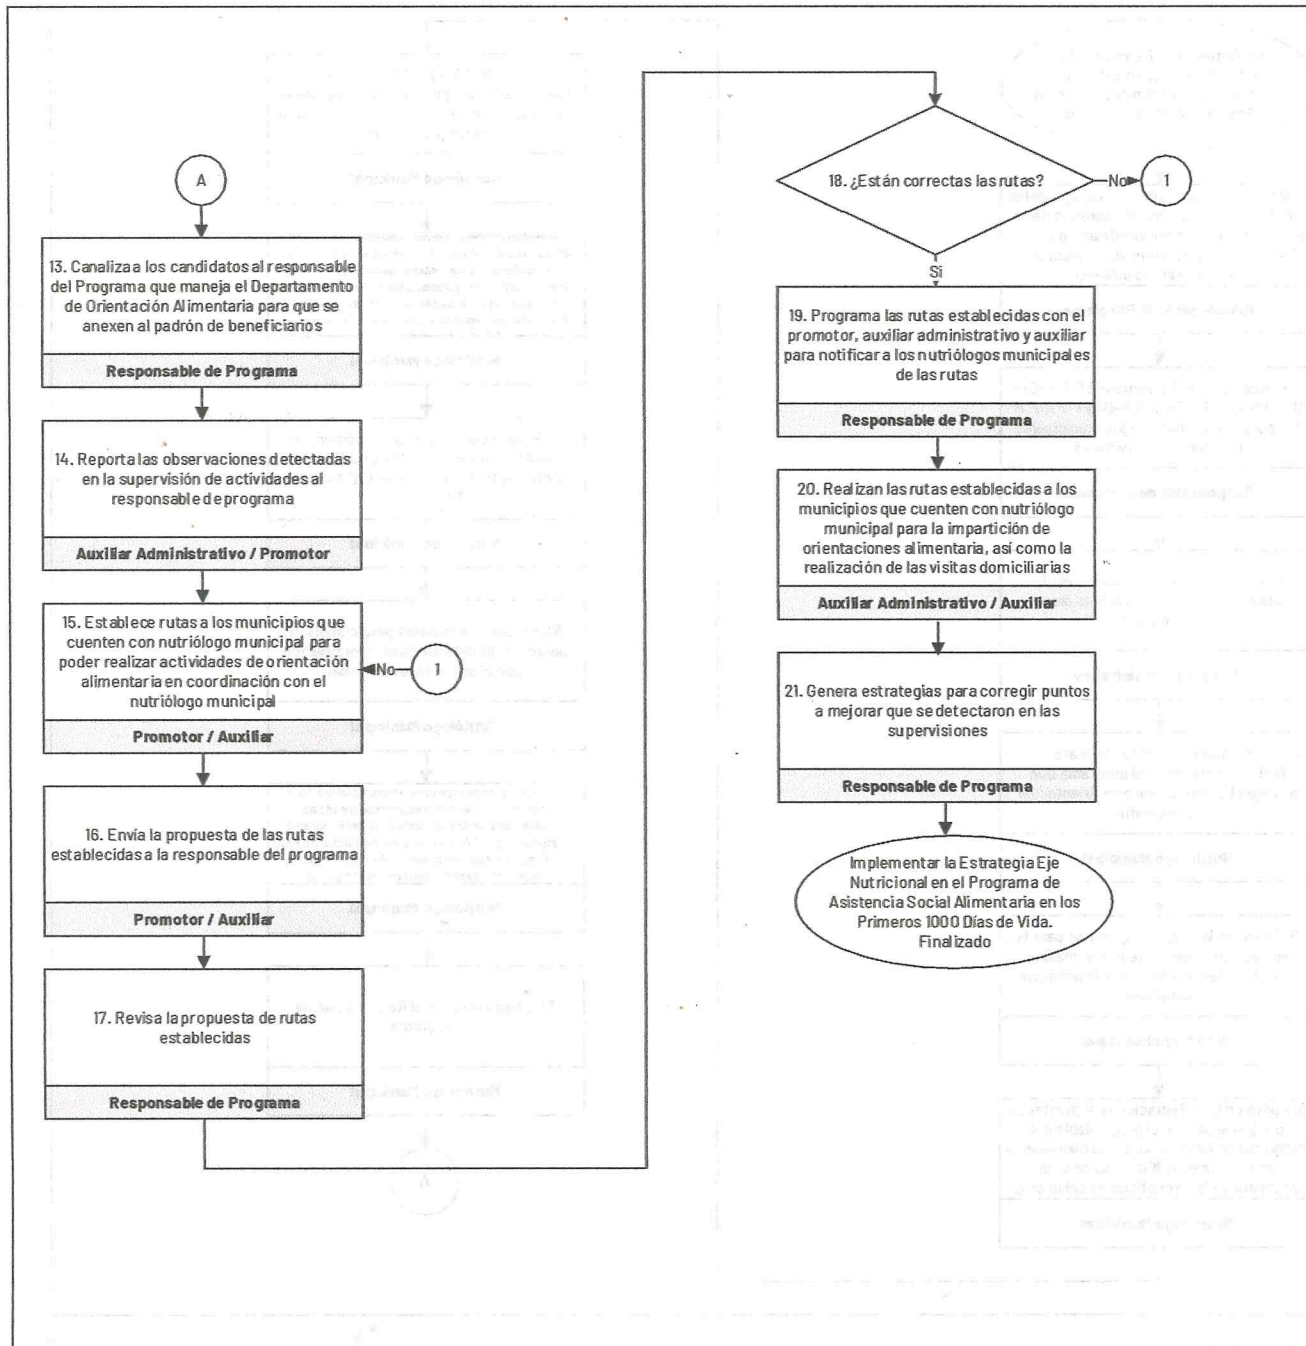 A
13. Canaliza a los candidatos al responsable
del Programa que maneja el Departamento
de Orientación Alimentaria para que se
anexen al padrón de beneficiarios
Responsable de Programa
14. Reporta las observaciones detectadas
en la supervisión de actividades al
responsable de programa
Auxiliar Administrativo / Promotor
15. Establece rutas a los municipios que
cuenten con nutriólogo municipal para
poder realizar actividades de orientación
alimentaria en coordinación con el
nutriólogo municipal
No
1
Promotor / Auxiliar
16. Envía la propuesta de las rutas
establecidas a la responsable del programa
Promotor / Auxiliar
17. Revisa la propuesta de rutas
establecidas
Responsable de Programa
18. ¿Están correctas las rutas?
No
1
Si
19. Programa las rutas establecidas con el
promotor, auxiliar administrativo y auxiliar
para notificar a los nutriólogos municipales
de las rutas
Responsable de Programa
20. Realizan las rutas establecidas a los
municipios que cuenten con nutriólogo
municipal para la impartición de
orientaciones alimentaria, así como la
realización de las visitas domiciliarias
Auxiliar Administrativo / Auxiliar
21. Genera estrategias para corregir puntos
a mejorar que se detectaron en las
supervisiones
Responsable de Programa
Implementar la Estrategia Eje
Nutricional en el Programa de
Asistencia Social Alimentaria en los
Primeros 1000 Días de Vida.
Finalizado